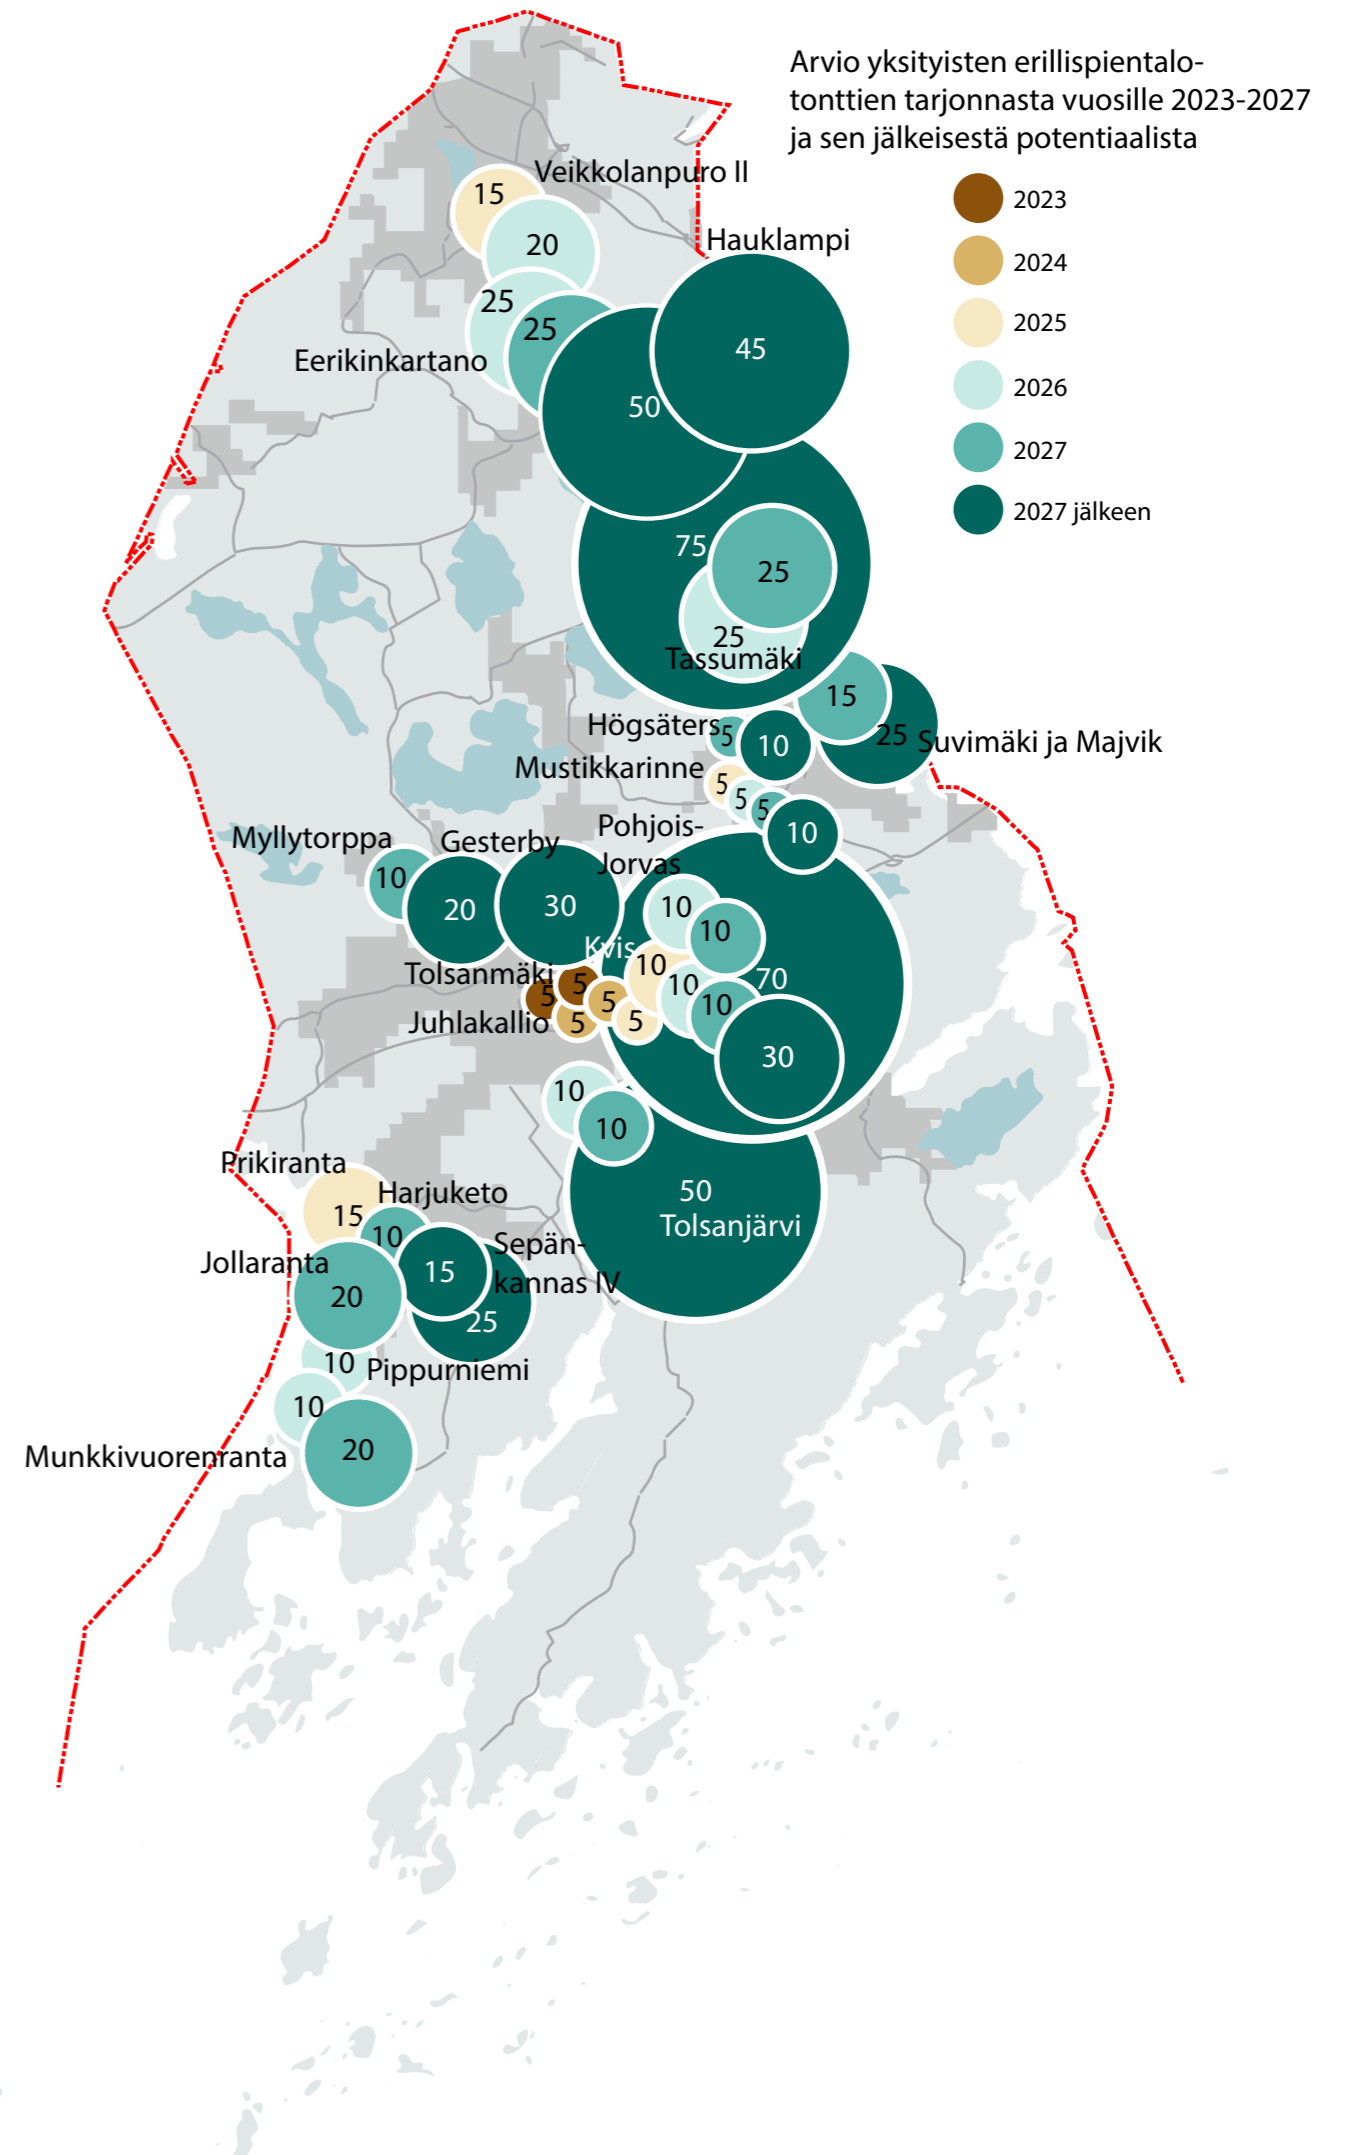 Arvio yksityisten erillispientalo-
tonttien tarjonnasta vuosille 2023-2027
ja sen jälkeisestä potentiaalista
2023
2024
2025
2026
2027
2027 jälkeen
Veikkolanpuro II
15
20
Hauklampi
45
25
25
Eerikinkartano
50
75
25
25
Tassumäki
15
25
Suvimäki ja Majvik
Högsäters
5
10
Mustikkarinne
5
5
5
10
Pohjois-
Jorvas
10
10
70
Myllytorppa
10
Gesterby
20
30
Kvis
10
10
10
30
Tolsanmäki
5
5
5
5
5
Juhlakallio
10
10
50
Tolsanjärvi
Prikiranta
15
Harjuketo
10
15
Sepän-
kannas IV
25
Jollaranta
20
10
Pippurniemi
10
20
Munkkivuorenranta